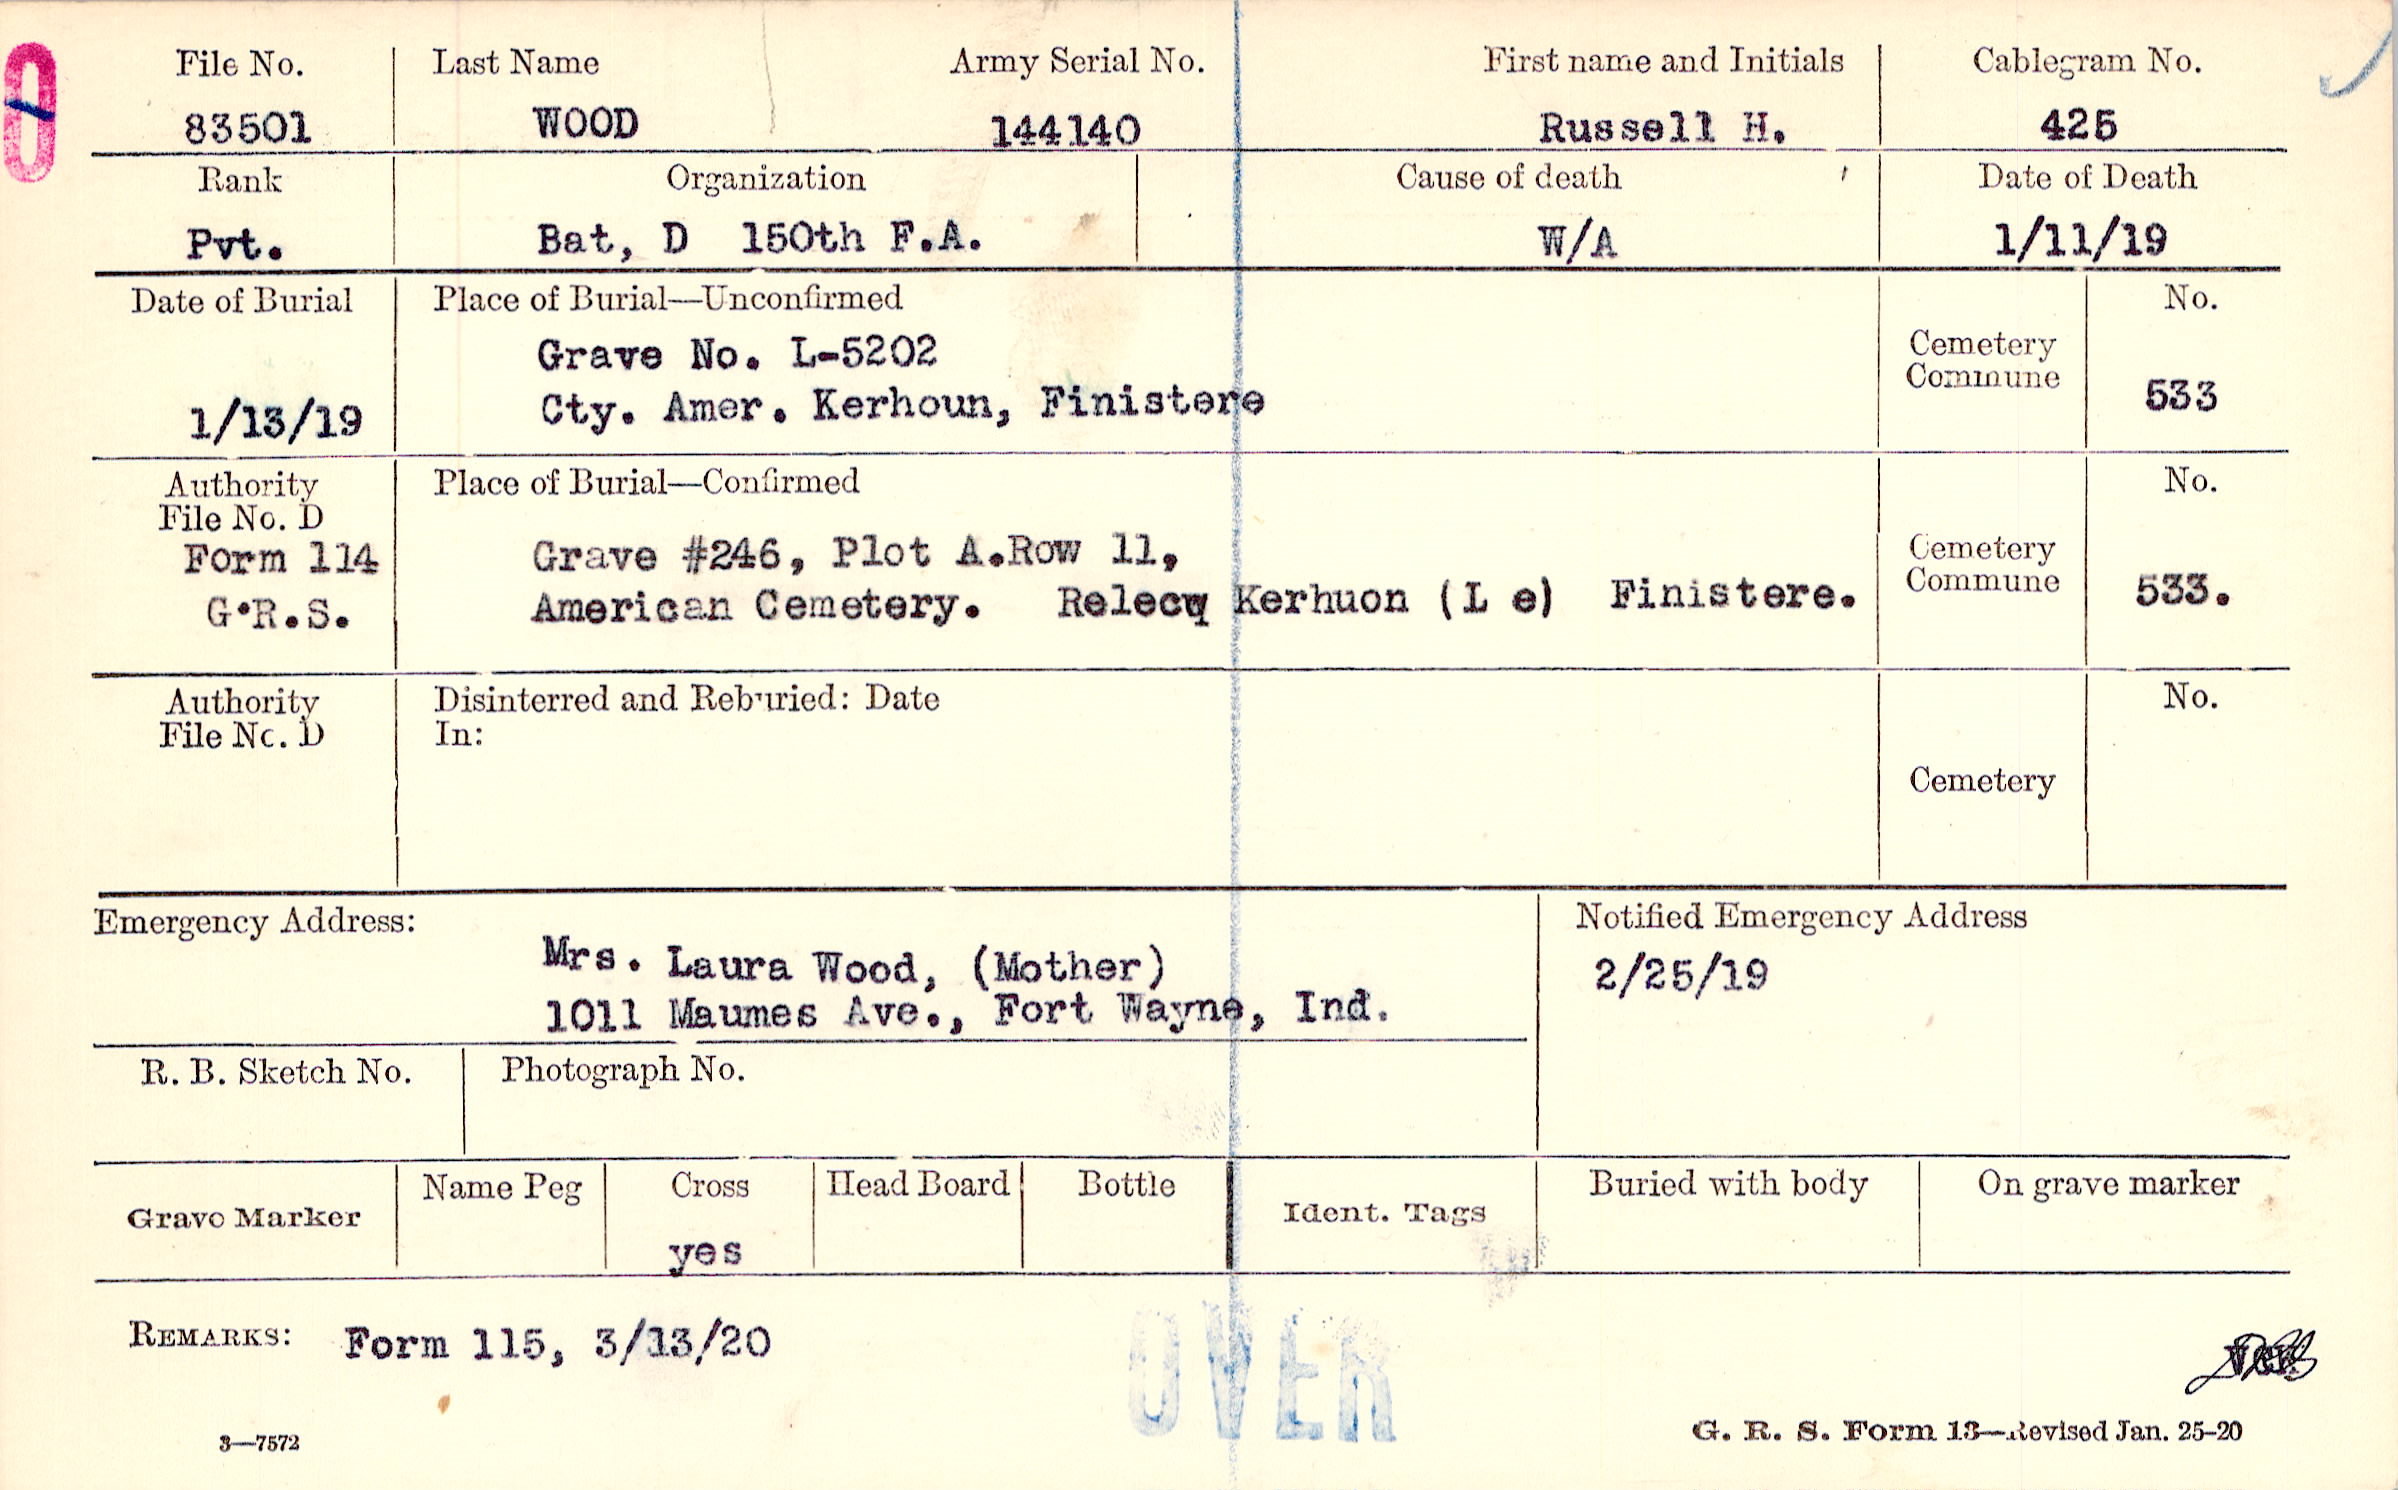 File No. Last Name Army Serial No. First name and Initials Cablegram No.
83501 WOOD 144140 Russell H. 425
Rank Organization Cause of death Date of Death
Pvt. Bat, D 150th F.A. W/A 1/11/19
Date of Burial Place of Burial—Unconfirmed No.
Grave No. L-5202 Cemetery
Commune
1/13/19 Cty. Amer. Kerhoun, Finistere 533
Authority Place of Burial—Confirmed No.
File No. D
Form 114 Grave #246, Plot A.Row 11, Cemetery
Commune
G.R.S. American Cemetery. Relecq Kerhuon (L e) Finistere. 533.
Authority Disinterred and Reburied: Date No.
File No. D In:
Cemetery
Emergency Address: Notified Emergency Address
Mrs. Laura Wood, (Mother) 2/25/19
1011 Maumes Ave., Fort Wayne, Ind.
R. B. Sketch No. Photograph No.
Name Peg Cross Head Board Bottle Buried with body On grave marker
Grave Marker Ident. Tags
yes
REMARKS: Form 115, 3/13/20
OVER
3—7572 G. R. S. Form 13—Revised Jan. 25-20